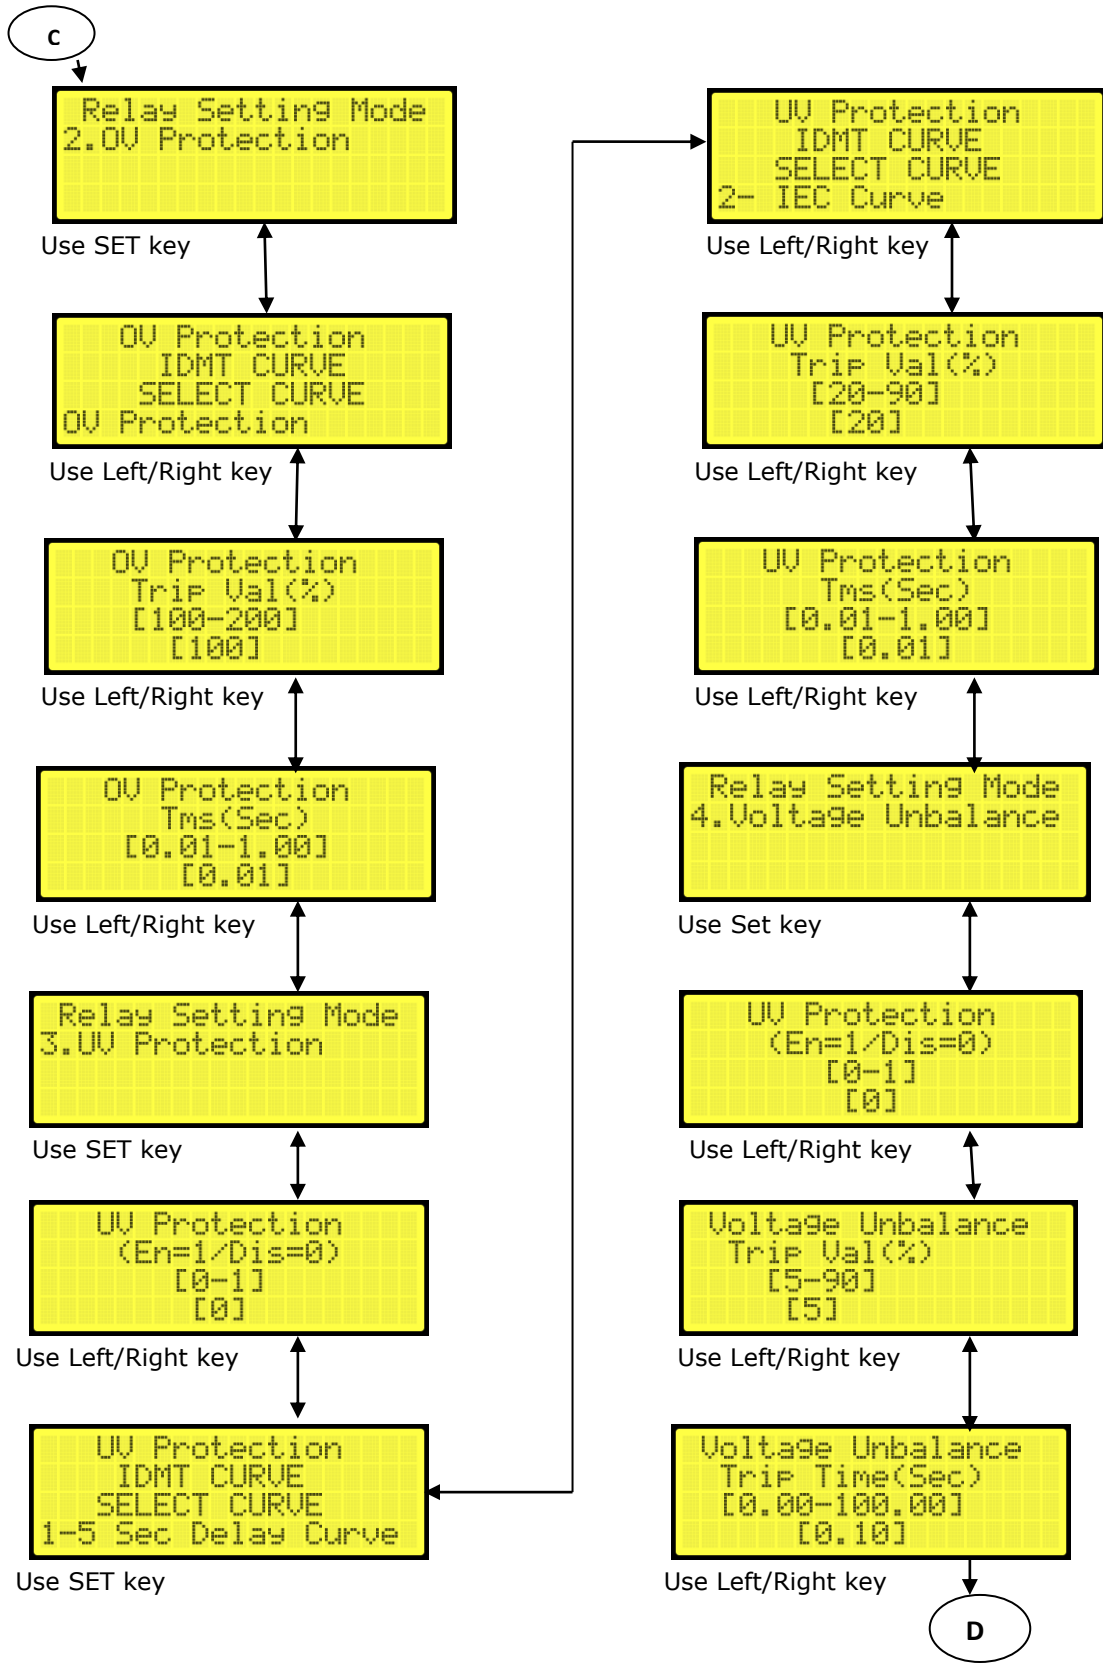 C
Relay Setting Mode
2.OV Protection
Use SET key
OV Protection
IDMT CURVE
SELECT CURVE
OV Protection
Use Left/Right key
OV Protection
Trip Val(%)
[100-200]
[100]
Use Left/Right key
OV Protection
Tms(Sec)
[0.01-1.00]
[0.01]
Use Left/Right key
Relay Setting Mode
3.UV Protection
Use SET key
UV Protection
(En=1/Dis=0)
[0-1]
[0]
Use Left/Right key
UV Protection
IDMT CURVE
SELECT CURVE
1-5 Sec Delay Curve
Use SET key
UV Protection
IDMT CURVE
SELECT CURVE
2- IEC Curve
Use Left/Right key
UV Protection
Trip Val(%)
[20-90]
[20]
Use Left/Right key
UV Protection
Tms(Sec)
[0.01-1.00]
[0.01]
Use Left/Right key
Relay Setting Mode
4.Voltage Unbalance
Use Set key
UV Protection
(En=1/Dis=0)
[0-1]
[0]
Use Left/Right key
Voltage Unbalance
Trip Val(%)
[5-90]
[5]
Use Left/Right key
Voltage Unbalance
Trip Time(Sec)
[0.00-100.00]
[0.10]
Use Left/Right key
D